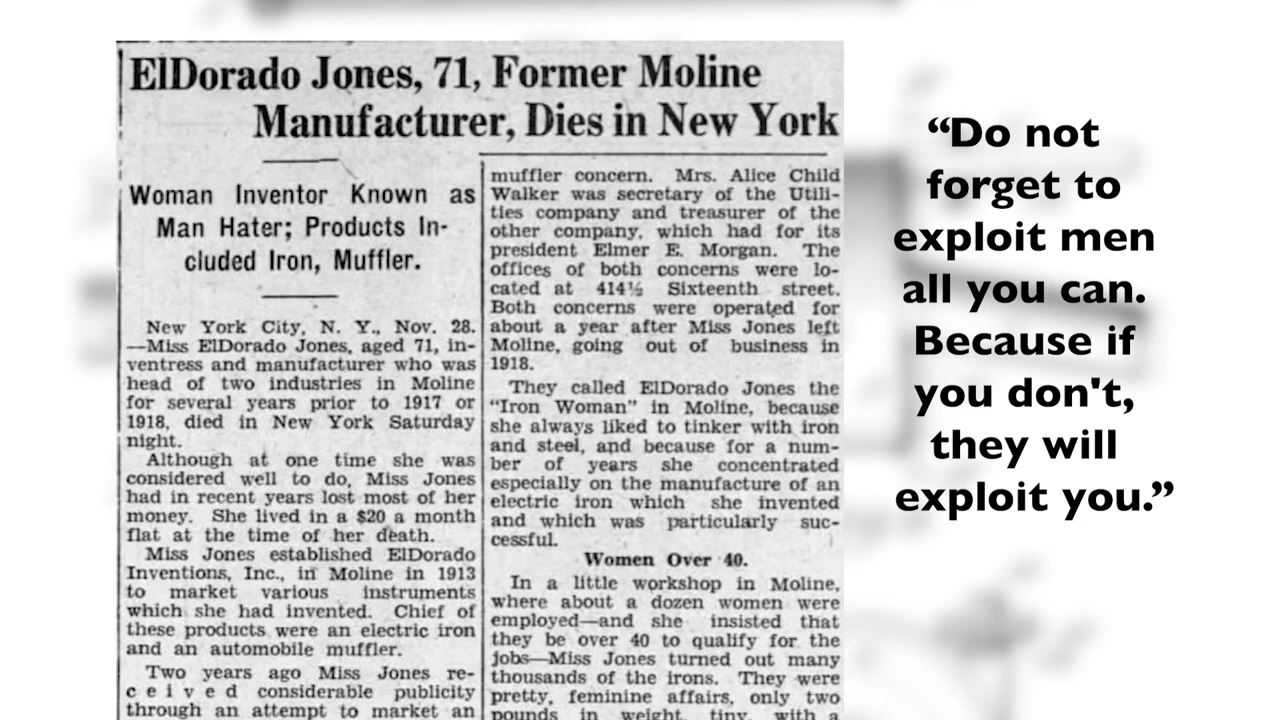 ElDorado Jones, 71, Former Moline
Manufacturer, Dies in New York
Woman Inventor Known as
Man Hater; Products In-
cluded Iron, Muffler.
New York City, N. Y., Nov. 28.
—Miss ElDorado Jones, aged 71, in-
ventress and manufacturer who was
head of two industries in Moline
for several years prior to 1917 or
1918, died in New York Saturday
night.
Although at one time she was
considered well to do, Miss Jones
had in recent years lost most of her
money. She lived in a $20 a month
flat at the time of her death.
Miss Jones established ElDorado
Inventions, Inc., in Moline in 1913
to market various instruments
which she had invented. Chief of
these products were an electric iron
and an automobile muffler.
Two years ago Miss Jones re-
ceived considerable publicity
through an attempt to market an
muffler concern. Mrs. Alice Child
Walker was secretary of the Utili-
ties company and treasurer of the
other company, which had for its
president Elmer E. Morgan. The
offices of both concerns were lo-
cated at 414½ Sixteenth street.
Both concerns were operated for
about a year after Miss Jones left
Moline, going out of business in
1918.
They called ElDorado Jones the
"Iron Woman" in Moline, because
she always liked to tinker with iron
and steel, and because for a num-
ber of years she concentrated
especially on the manufacture of an
electric iron which she invented
and which was particularly suc-
cessful.
Women Over 40.
In a little workshop in Moline,
where about a dozen women were
employed—and she insisted that
they be over 40 to qualify for the
jobs—Miss Jones turned out many
thousands of the irons. They were
pretty, feminine affairs, only two
pounds in weight, tiny, with a
“Do not
forget to
exploit men
all you can.
Because if
you don't,
they will
exploit you.”